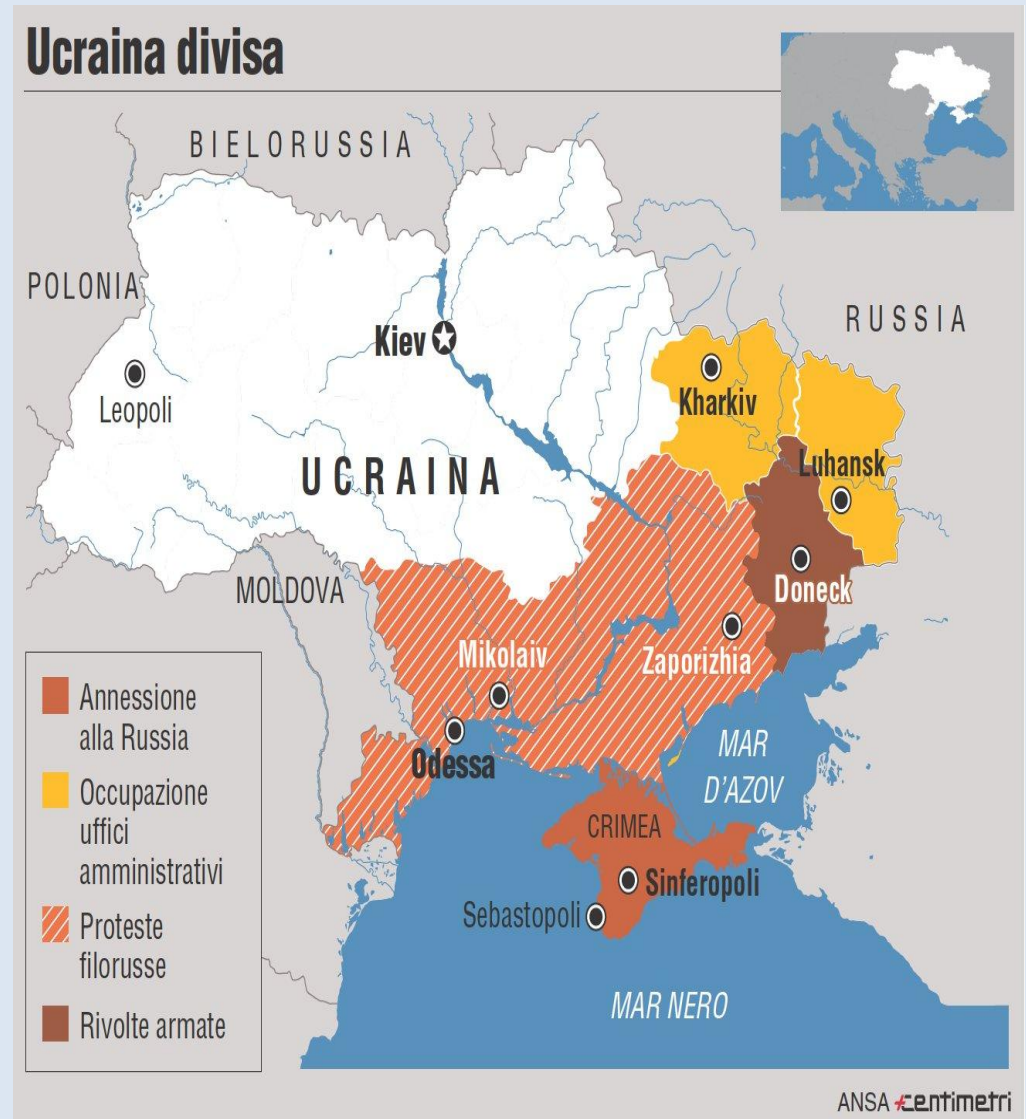 Ucraina divisa
BIELORUSSIA
POLONIA
RUSSIA
Kiev
Leopoli
Kharkiv
UCRAINA
Luhansk
MOLDOVA
Doneck
Mikolaiv
Zaporizhia
Odessa
MAR
D'AZOV
CRIMEA
Sinferopoli
Sebastopoli
MAR NERO
Annessione
alla Russia
Occupazione
uffici
amministrativi
Proteste
filorusse
Rivolte armate
ANSA centimetri